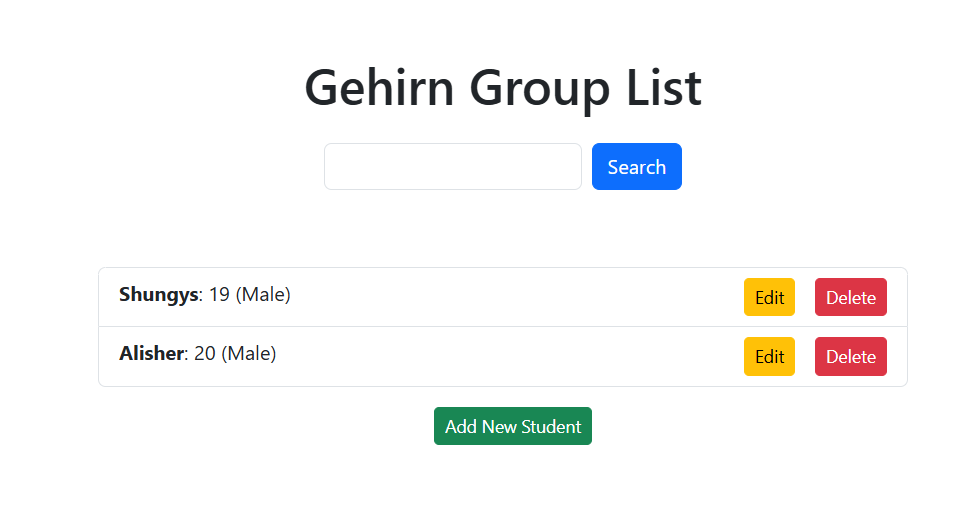 Gehirn Group List
Search
Shungys: 19 (Male) Edit Delete
Alisher: 20 (Male) Edit Delete
Add New Student